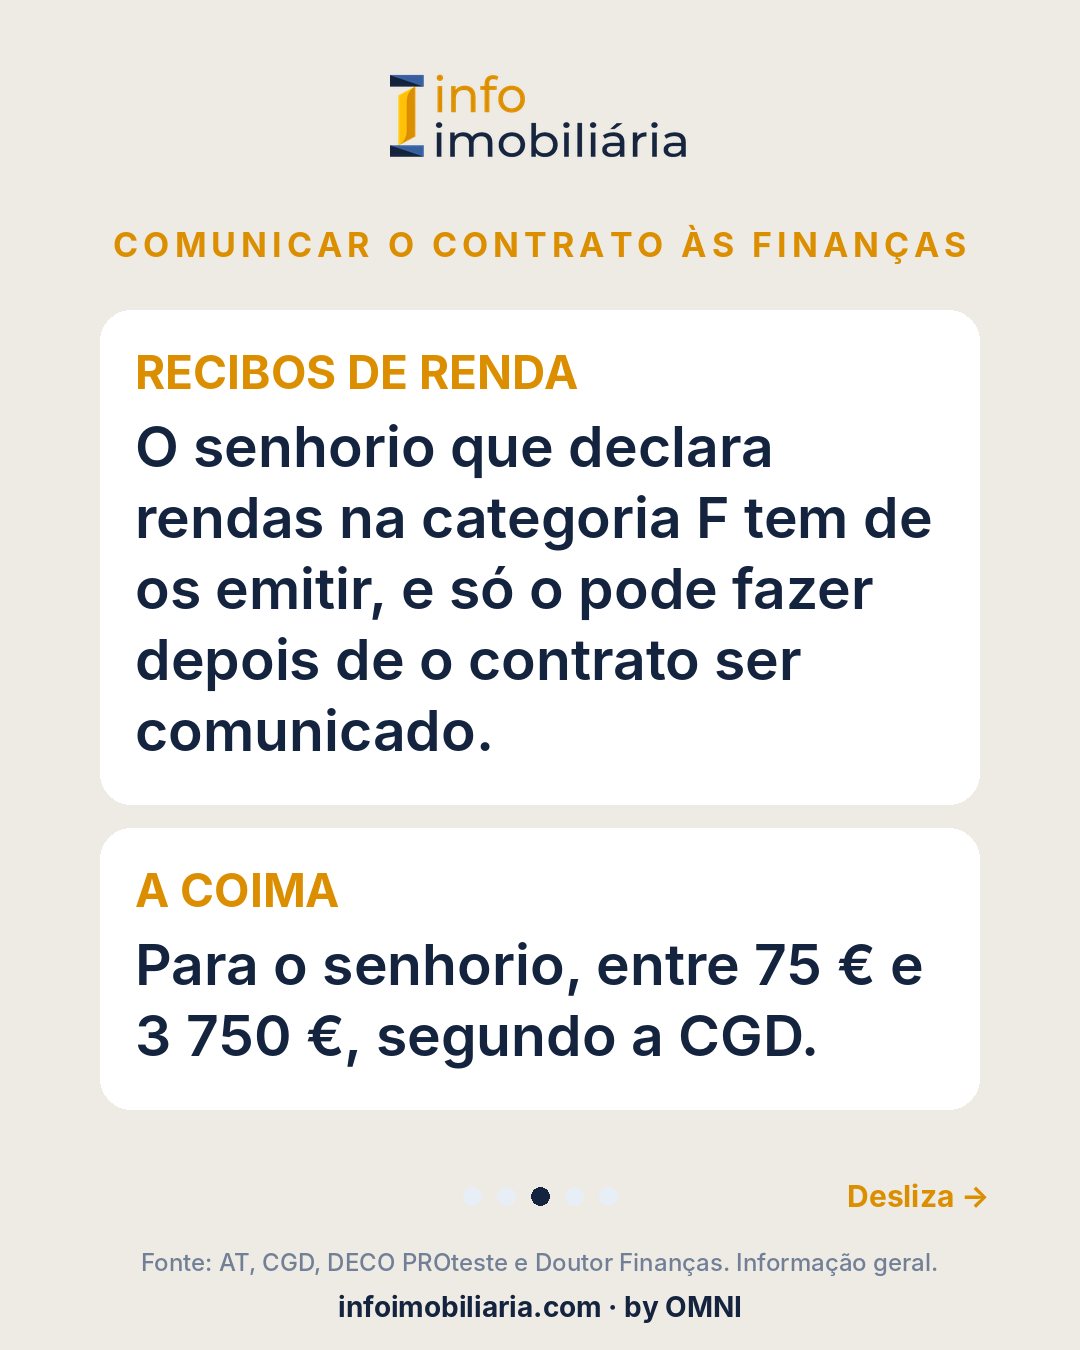 info
imobiliária
COMUNICAR O CONTRATO ÀS FINANÇAS
RECIBOS DE RENDA
O senhorio que declara
rendas na categoria F tem de
os emitir, e só o pode fazer
depois de o contrato ser
comunicado.
A COIMA
Para o senhorio, entre 75 € e
3 750 €, segundo a CGD.
Desliza →
Fonte: AT, CGD, DECO PROteste e Doutor Finanças. Informação geral.
infoimobiliaria.com · by OMNI